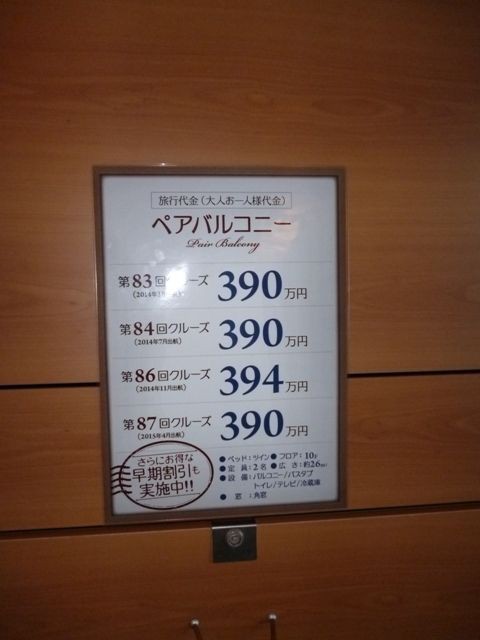 旅行代金(大人お一人様代金)
ペアバルコニー
Pair Balcony
第83回クルーズ 390万円
第84回クルーズ 390万円
(2014年7月出航)
第86回クルーズ 394万円
(2014年11月出航)
第87回クルーズ 390万円
(2015年4月出航)
さらにお得な
早期割引も
実施中!!
●ベッド:ツイン ●フロア:10F
●定員:2名 ●広さ:約26m²
●設備:バルコニー/バスタブ
トイレ/テレビ/冷蔵庫
●窓:角窓